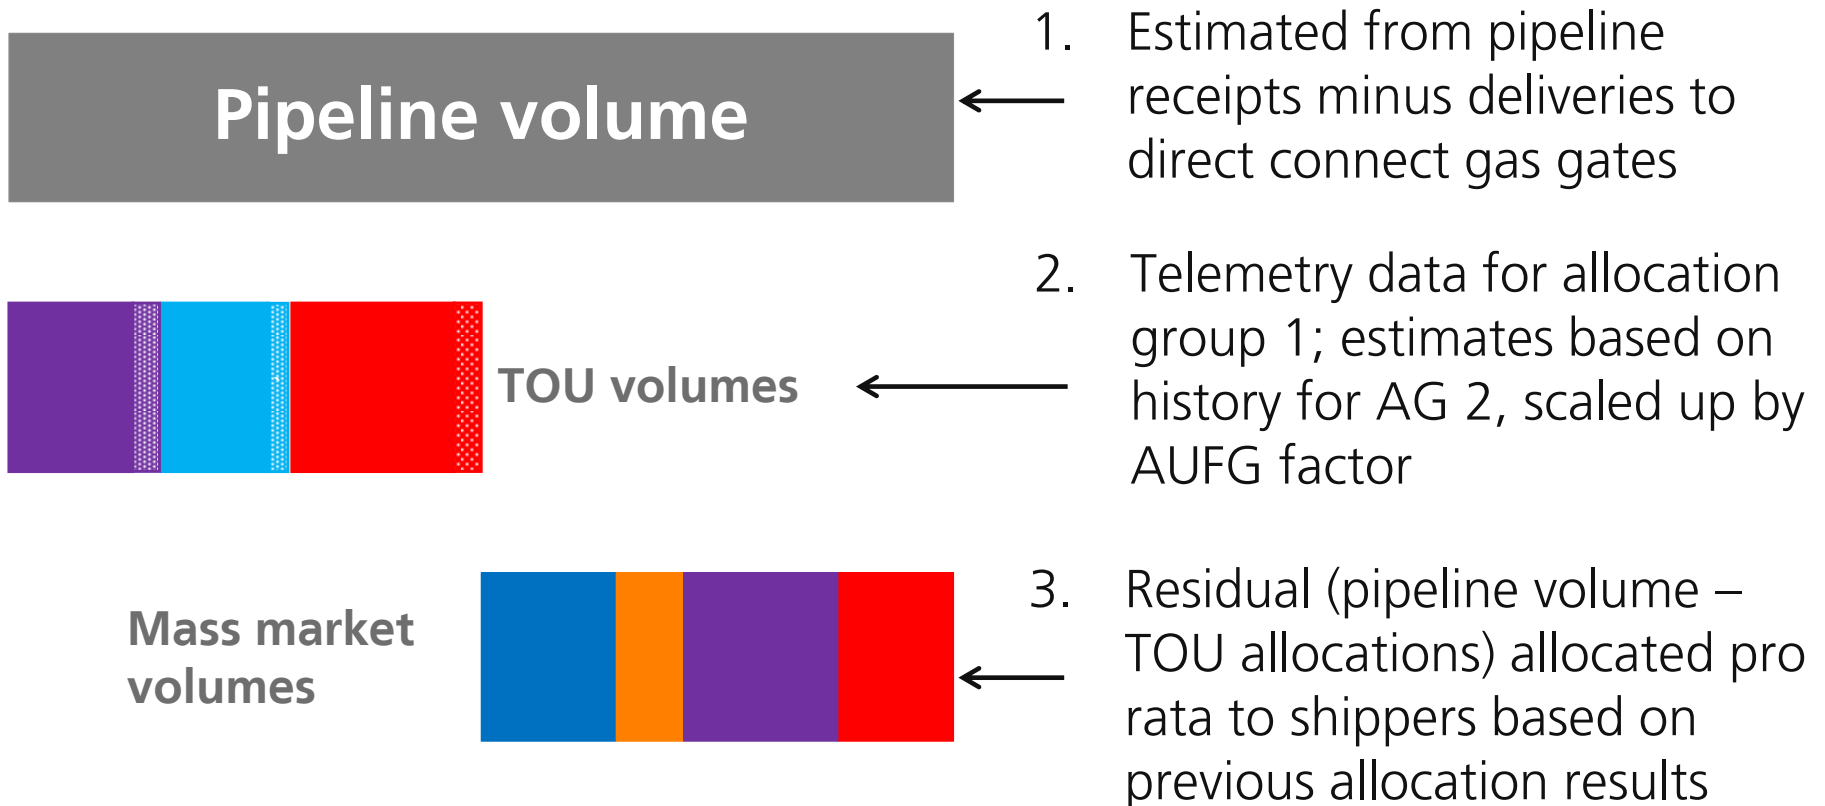 Pipeline volume
1. Estimated from pipeline
receipts minus deliveries to
direct connect gas gates
TOU volumes
2. Telemetry data for allocation
group 1; estimates based on
history for AG 2, scaled up by
AUFG factor
Mass market
volumes
3. Residual (pipeline volume –
TOU allocations) allocated pro
rata to shippers based on
previous allocation results